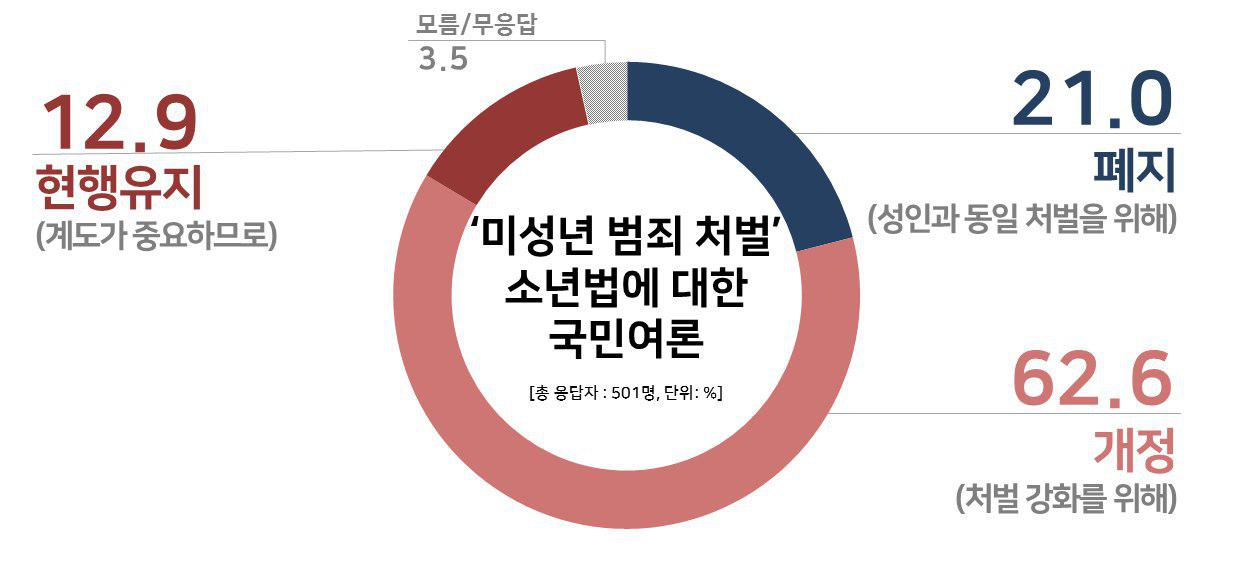 모름/무응답
3.5
12.9
현행유지
(계도가 중요하므로)
21.0
폐지
(성인과 동일 처벌을 위해)
‘미성년 범죄 처벌’
소년법에 대한
국민여론
[총 응답자 : 501명, 단위: %]
62.6
개정
(처벌 강화를 위해)